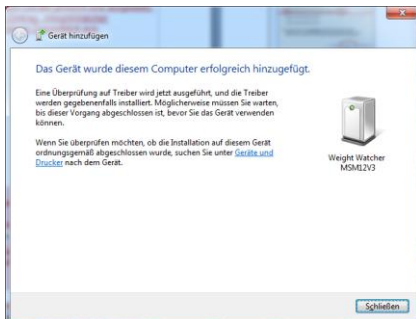 Gerät hinzufügen
Das Gerät wurde diesem Computer erfolgreich hinzugefügt.
Eine Überprüfung auf Treiber wird jetzt ausgeführt, und die Treiber
werden gegebenenfalls installiert. Möglicherweise müssen Sie warten,
bis dieser Vorgang abgeschlossen ist, bevor Sie das Gerät verwenden
können.
Wenn Sie überprüfen möchten, ob die Installation auf diesem Gerät
ordnungsgemäß abgeschlossen wurde, suchen Sie unter Geräte und
Drucker nach dem Gerät.
Weight Watcher
MSM12V3
Schließen